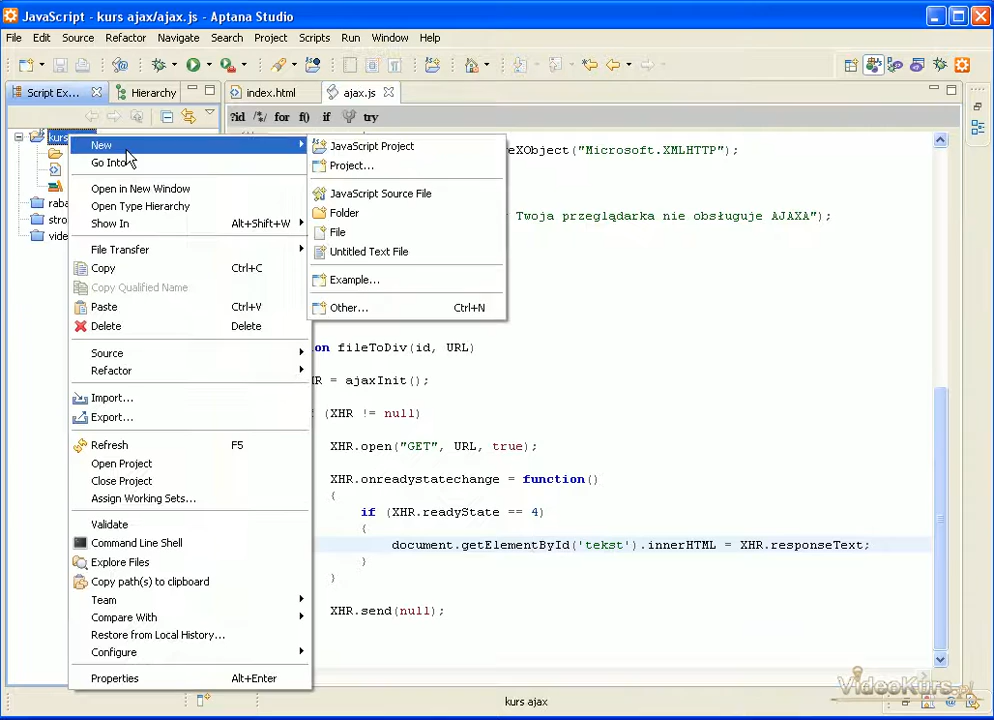 JavaScript - kurs ajax/ajax.js - Aptana Studio
File Edit Source Refactor Navigate Search Project Scripts Run Window Help
Script Ex... Hierarchy index.html ajax.js
?id /*/ for f() if try
kurs
New
Go Into
Open in New Window
Open Type Hierarchy
Show In Alt+Shift+W
File Transfer
Copy Ctrl+C
Copy Qualified Name
Paste Ctrl+V
Delete Delete
Source
Refactor
Import...
Export...
Refresh F5
Open Project
Close Project
Assign Working Sets...
Validate
Command Line Shell
Explore Files
Copy path(s) to clipboard
Team
Compare With
Restore from Local History...
Configure
Properties Alt+Enter
JavaScript Project
Project...
JavaScript Source File
Folder
File
Untitled Text File
Example...
Other... Ctrl+N
raba
stro
vide
eXObject("Microsoft.XMLHTTP");
Twoja przeglądarka nie obsługuje AJAXA");
on fileToDiv(id, URL)
R = ajaxInit();
(XHR != null)
XHR.open("GET", URL, true);
XHR.onreadystatechange = function()
{
if (XHR.readyState == 4)
{
document.getElementById('tekst').innerHTML = XHR.responseText;
}
}
XHR.send(null);
VideoKurs.pl
kurs ajax